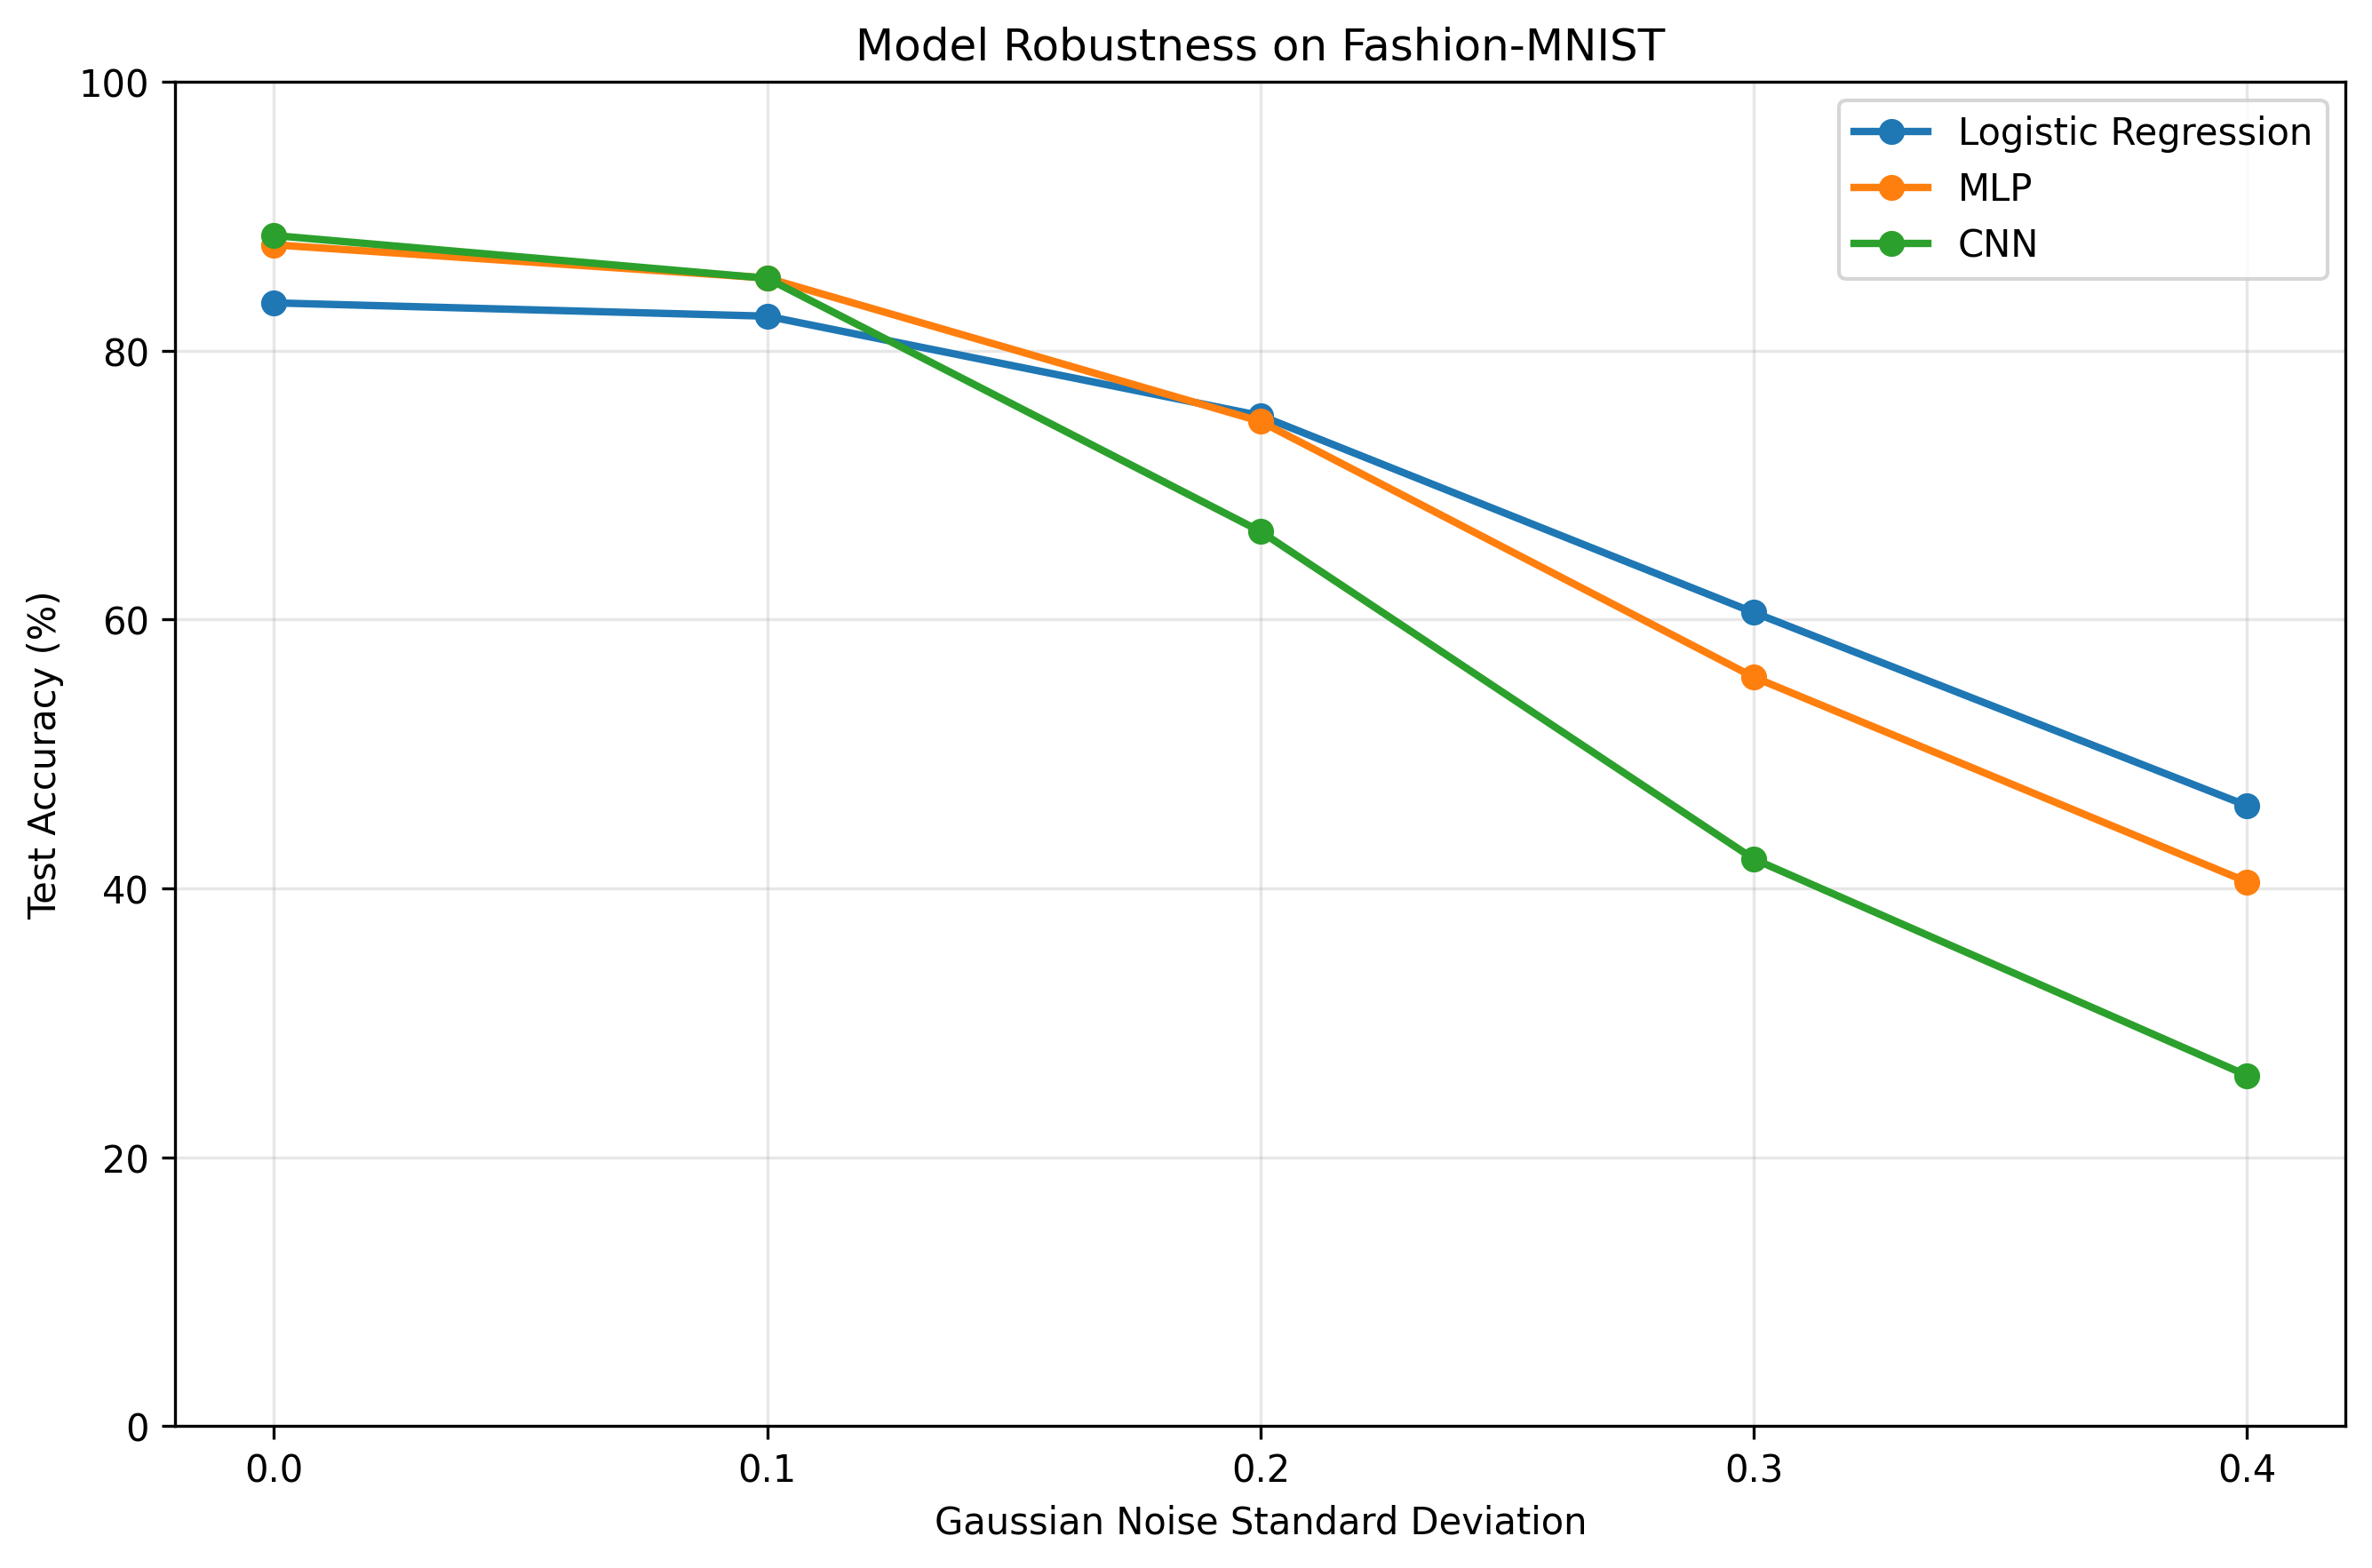 Model Robustness on Fashion-MNIST
100
80
60
40
20
0
Test Accuracy (%)
Logistic Regression
MLP
CNN
0.0 0.1 0.2 0.3 0.4
Gaussian Noise Standard Deviation